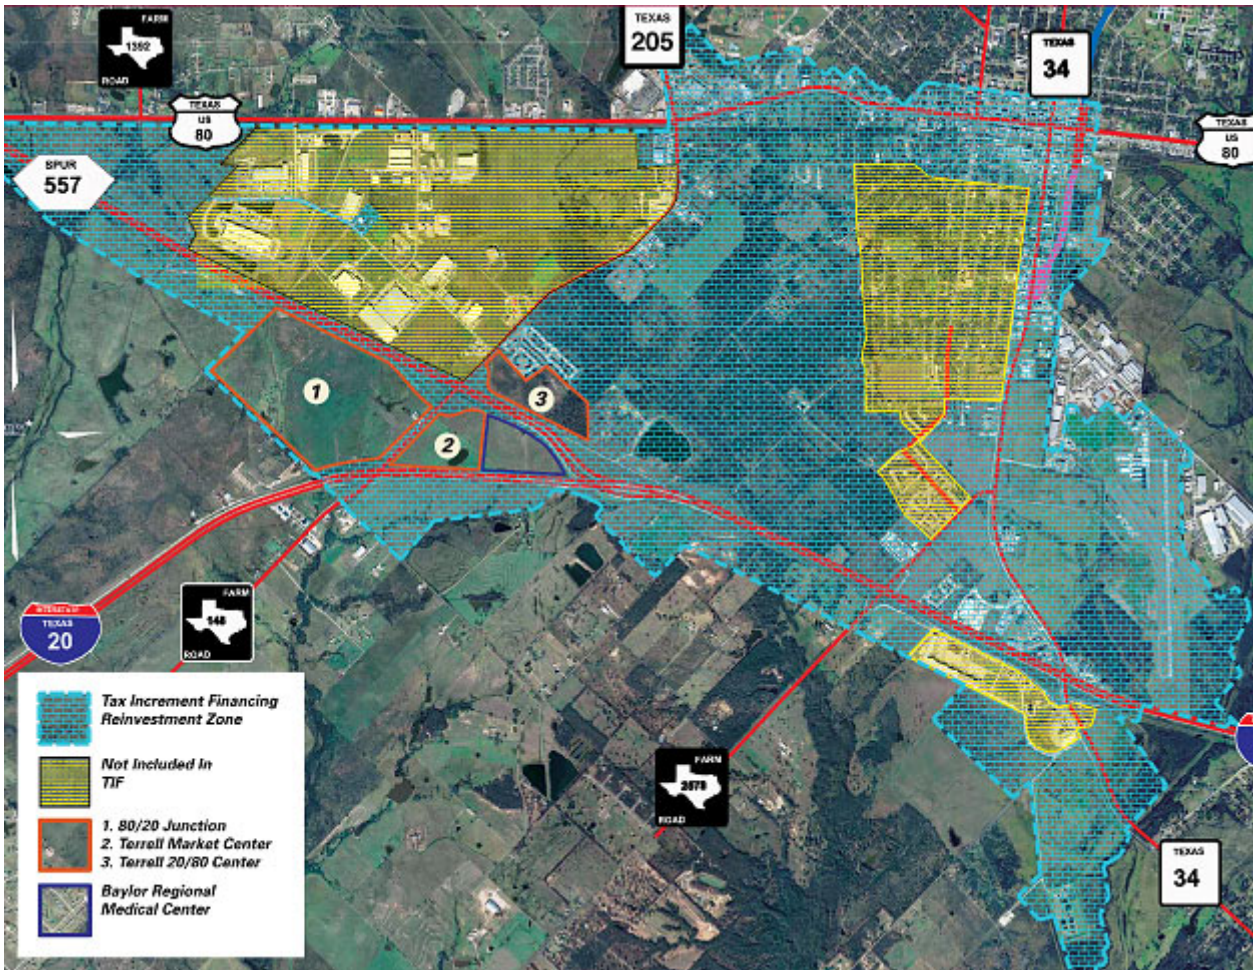 FARM
1392
ROAD
TEXAS
205
TEXAS
34
TEXAS
US
80
TEXAS
US
80
SPUR
557
1
2
3
INTERSTATE
TEXAS
20
FARM
148
ROAD
Tax Increment Financing
Reinvestment Zone
Not Included In
TIF
1. 80/20 Junction
2. Terrell Market Center
3. Terrell 20/80 Center
Baylor Regional
Medical Center
FARM
ROAD
TEXAS
34